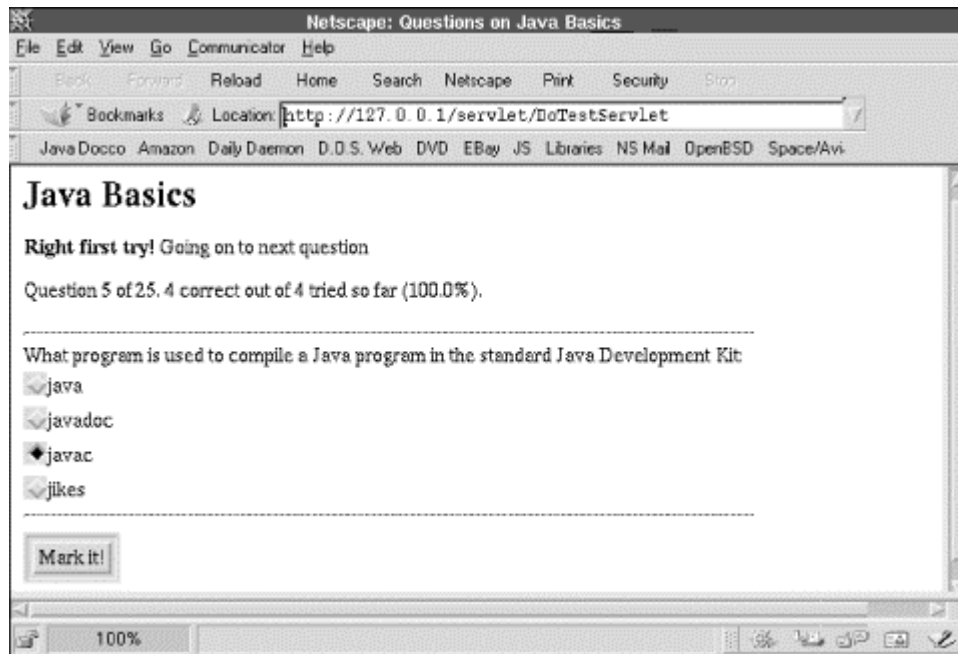 Netscape: Questions on Java Basics
File Edit View Go Communicator Help
Back Forward Reload Home Search Netscape Print Security Stop
Bookmarks Location: http://127.0.0.1/servlet/DoTestServlet
Java Docco Amazon Daily Daemon D.O.S. Web DVD EBay JS Libraries NS Mail OpenBSD Space/Avi
Java Basics
Right first try! Going on to next question
Question 5 of 25. 4 correct out of 4 tried so far (100.0%).
What program is used to compile a Java program in the standard Java Development Kit:
java
javadoc
javac
jikes
Mark it!
100%